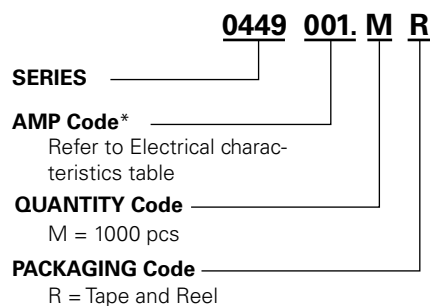 0449 001. M R
SERIES
AMP Code*
Refer to Electrical charac-
teristics table
QUANTITY Code
M = 1000 pcs
PACKAGING Code
R = Tape and Reel